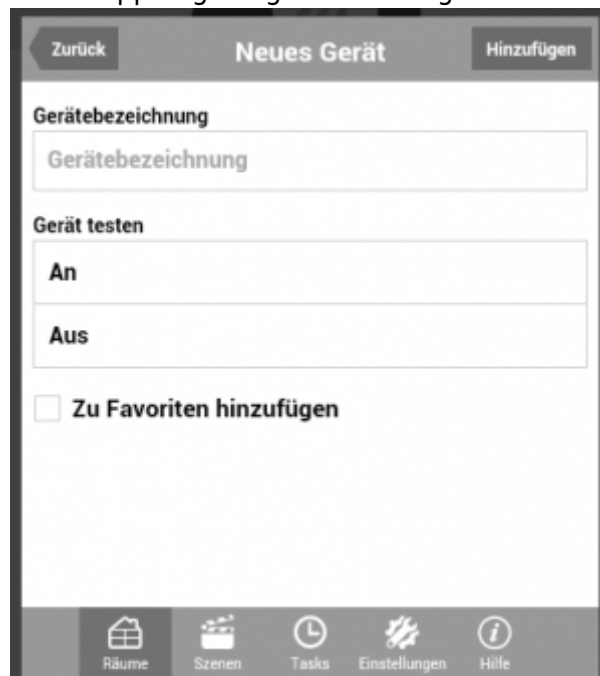 Zurück
Neues Gerät
Hinzufügen
Gerätebezeichnung
Gerätebezeichnung
Gerät testen
An
Aus
Zu Favoriten hinzufügen
Räume
Szenen
Tasks
Einstellungen
Hilfe